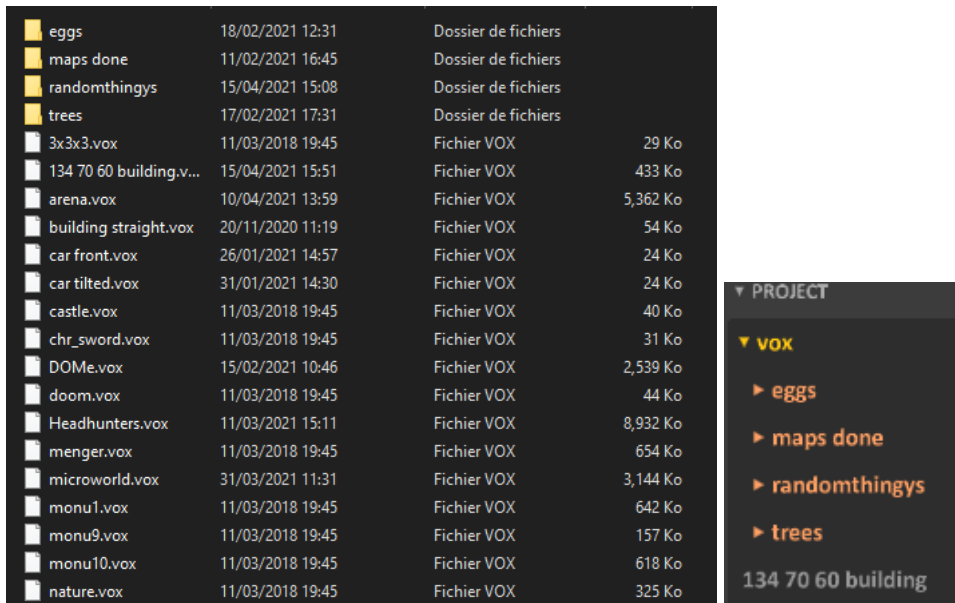 eggs 18/02/2021 12:31 Dossier de fichiers
maps done 11/02/2021 16:45 Dossier de fichiers
randomthingys 15/04/2021 15:08 Dossier de fichiers
trees 17/02/2021 17:31 Dossier de fichiers
3x3x3.vox 11/03/2018 19:45 Fichier VOX 29 Ko
134 70 60 building.v... 15/04/2021 15:51 Fichier VOX 433 Ko
arena.vox 10/04/2021 13:59 Fichier VOX 5,362 Ko
building straight.vox 20/11/2020 11:19 Fichier VOX 54 Ko
car front.vox 26/01/2021 14:57 Fichier VOX 24 Ko
car tilted.vox 31/01/2021 14:30 Fichier VOX 24 Ko
castle.vox 11/03/2018 19:45 Fichier VOX 40 Ko
chr_sword.vox 11/03/2018 19:45 Fichier VOX 31 Ko
DOMe.vox 15/02/2021 10:46 Fichier VOX 2,539 Ko
doom.vox 11/03/2018 19:45 Fichier VOX 44 Ko
Headhunters.vox 11/03/2021 15:11 Fichier VOX 8,932 Ko
menger.vox 11/03/2018 19:45 Fichier VOX 654 Ko
microworld.vox 31/03/2021 11:31 Fichier VOX 3,144 Ko
monu1.vox 11/03/2018 19:45 Fichier VOX 642 Ko
monu9.vox 11/03/2018 19:45 Fichier VOX 157 Ko
monu10.vox 11/03/2018 19:45 Fichier VOX 618 Ko
nature.vox 11/03/2018 19:45 Fichier VOX 325 Ko
PROJECT
vox
eggs
maps done
randomthingys
trees
134 70 60 building